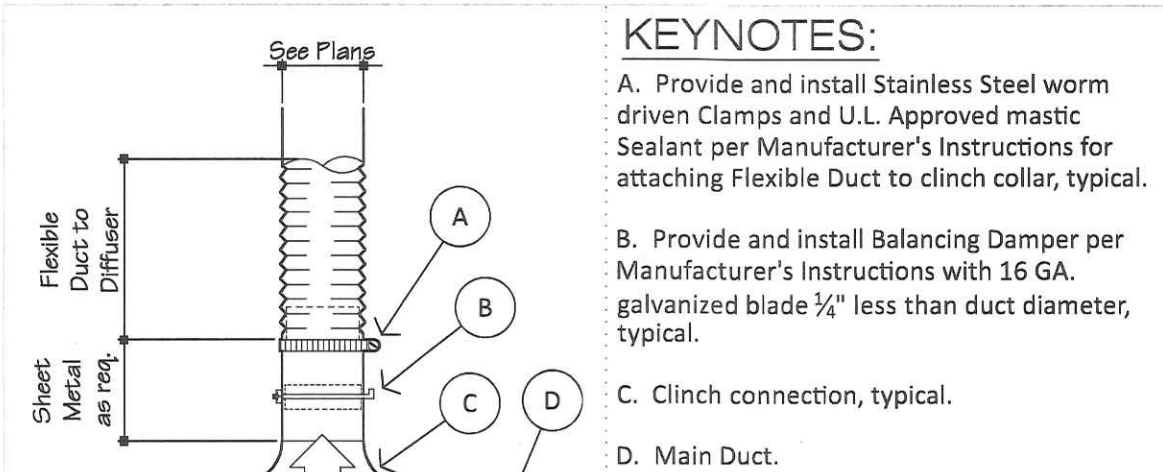 See Plans
Flexible
Duct to
Diffuser
Sheet
Metal
as req.
A
B
C
D
KEYNOTES:
A. Provide and install Stainless Steel worm
driven Clamps and U.L. Approved mastic
Sealant per Manufacturer's Instructions for
attaching Flexible Duct to clinch collar, typical.
B. Provide and install Balancing Damper per
Manufacturer's Instructions with 16 GA.
galvanized blade ¼" less than duct diameter,
typical.
C. Clinch connection, typical.
D. Main Duct.